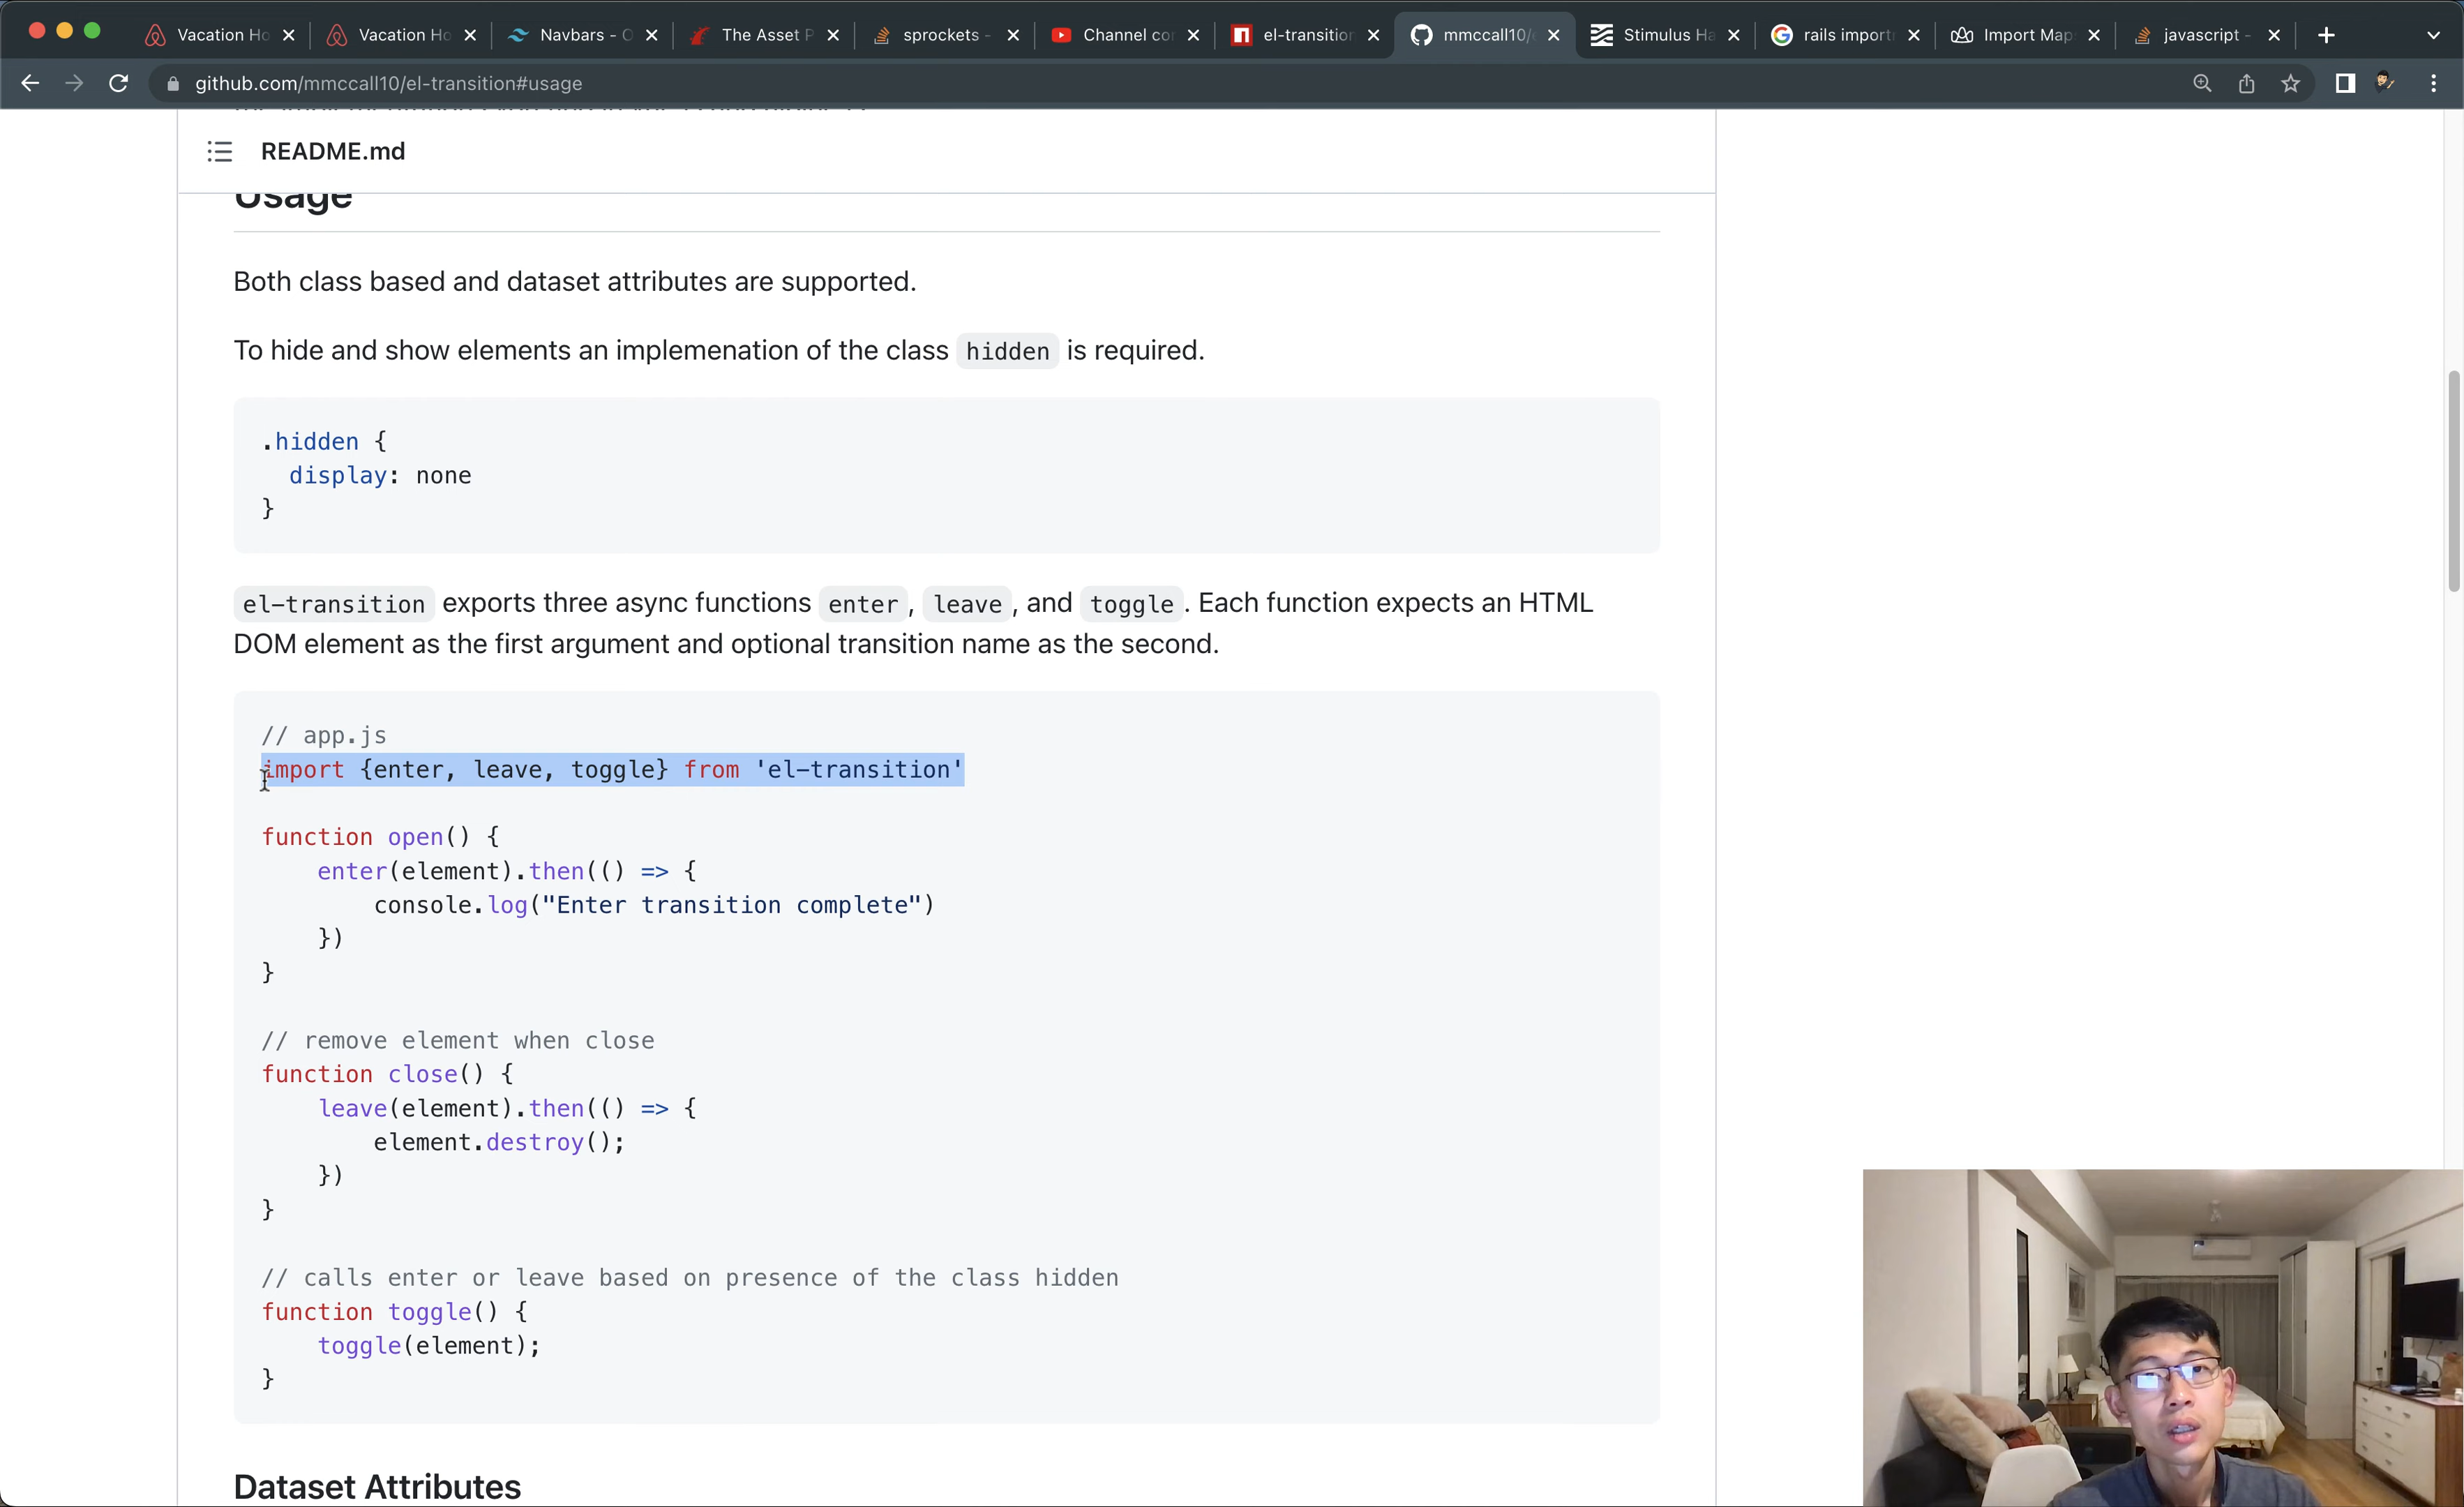 Vacation Ho
Vacation Ho
Navbars - O
The Asset P
sprockets -
Channel con
el-transition
mmccall10/
Stimulus Ha
rails import
Import Map
javascript -
github.com/mmccall10/el-transition#usage
README.md
Usage
Both class based and dataset attributes are supported.
To hide and show elements an implemenation of the class hidden is required.
.hidden {
display: none
}
el-transition exports three async functions enter, leave, and toggle. Each function expects an HTML
DOM element as the first argument and optional transition name as the second.
// app.js
import {enter, leave, toggle} from 'el-transition'
function open() {
enter(element).then(() => {
console.log("Enter transition complete")
})
}
// remove element when close
function close() {
leave(element).then(() => {
element.destroy();
})
}
// calls enter or leave based on presence of the class hidden
function toggle() {
toggle(element);
}
Dataset Attributes